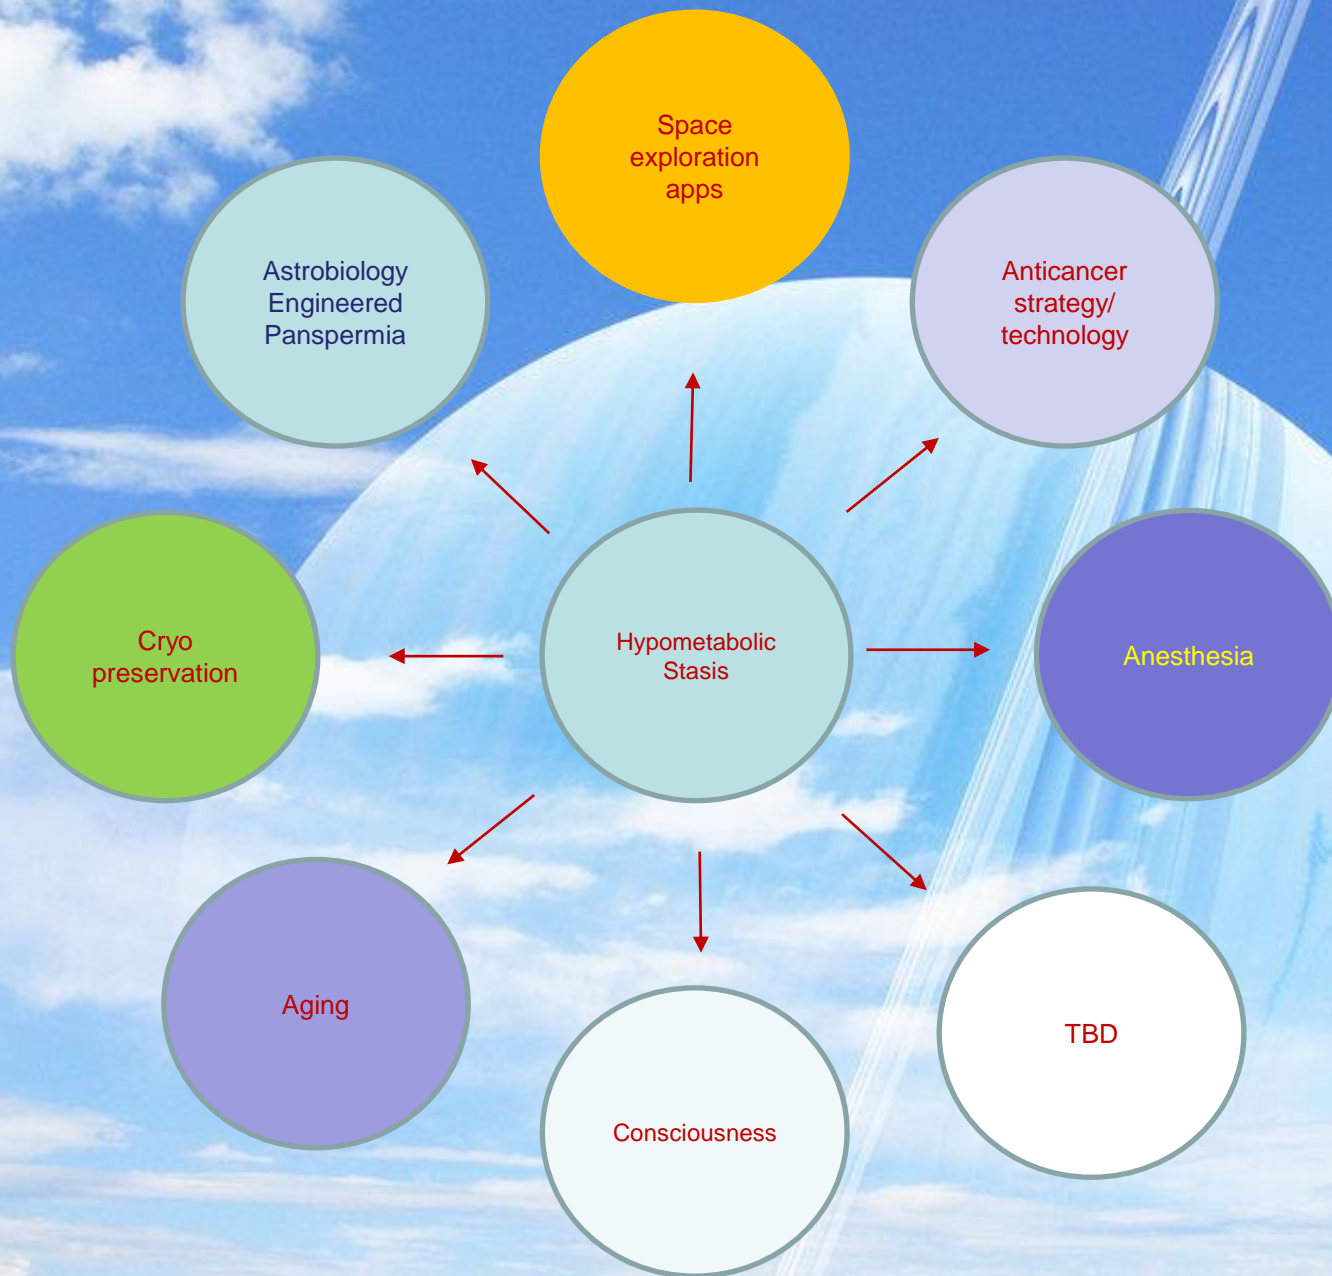 Space
exploration
apps
Astrobiology
Engineered
Panspermia
Anticancer
strategy/
technology
Cryo
preservation
Hypometabolic
Stasis
Anesthesia
Aging
TBD
Consciousness